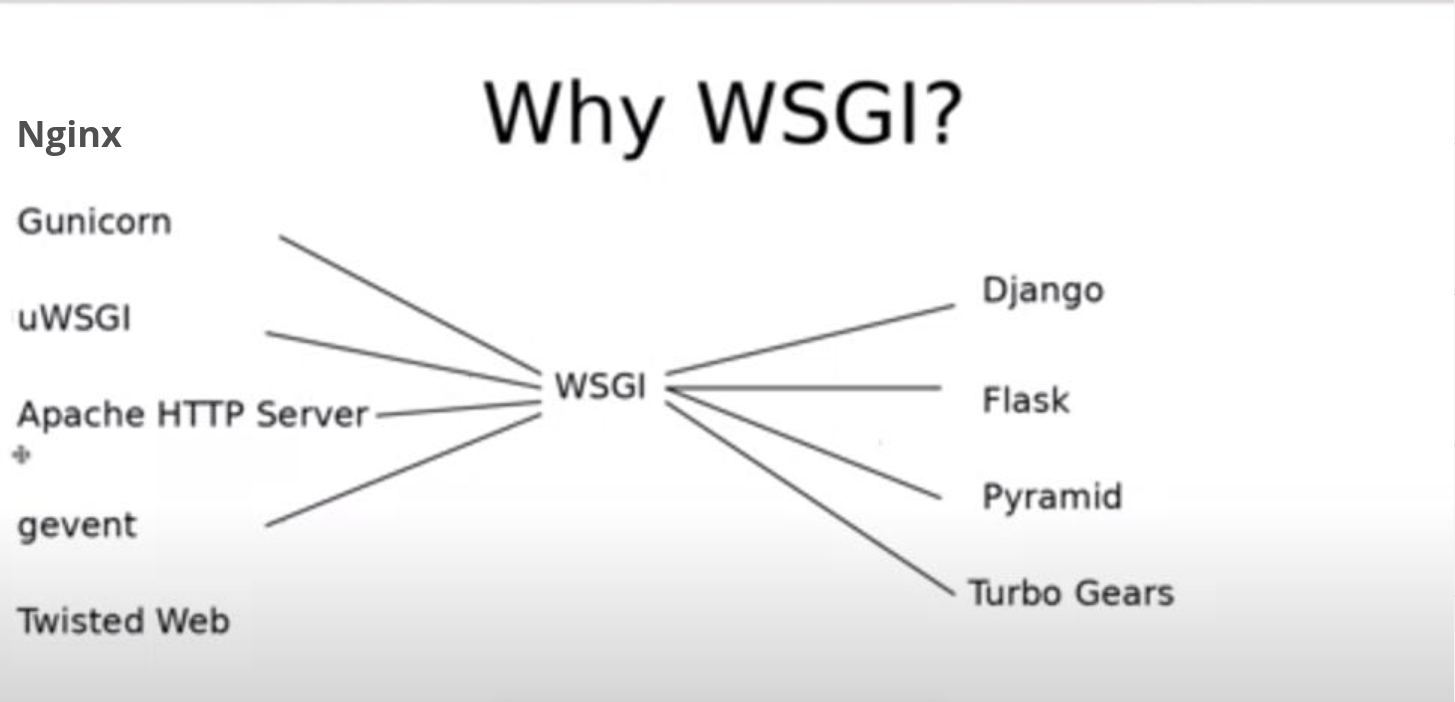 Why WSGI?
Nginx
Gunicorn
uWSGI
Apache HTTP Server
gevent
Twisted Web
WSGI
Django
Flask
Pyramid
Turbo Gears